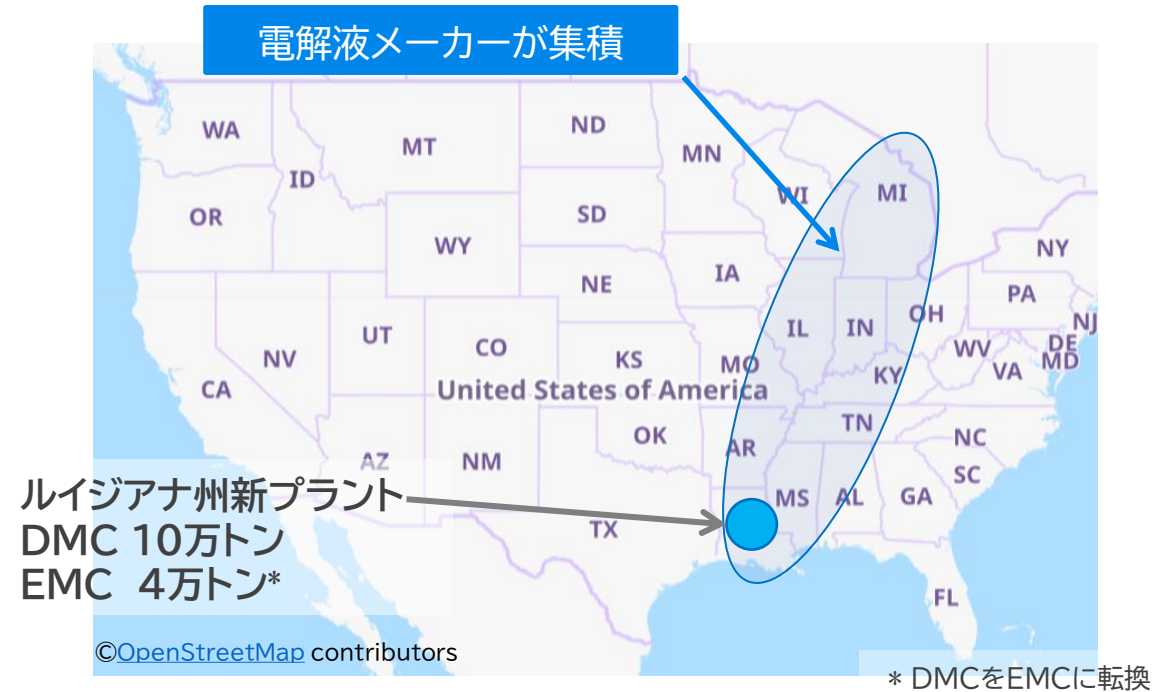 電解液メーカーが集積
WA
MT
ND
MN
ID
WI
MI
OR
SD
WY
NY
IA
NE
PA
OH
NJ
IL
IN
UT
CO
WV
DE
NV
KS
MO
VA
MD
KY
CA
United States of America
TN
OK
NC
AR
AZ
NM
SC
MS
AL
GA
ルイジアナ州新プラント
DMC 10万トン
EMC 4万トン*
TX
FL
©OpenStreetMap contributors
* DMCをEMCに転換